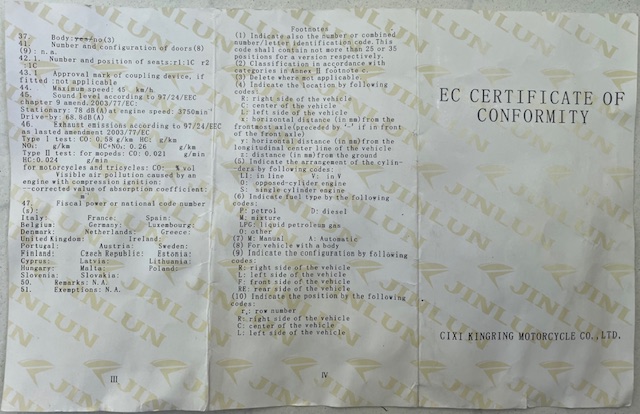 37. Body:yes/no(3)
41. Number and configuration of doors(8)
(9): n.a.
42.1. Number and position of seats:r1:1C r2
:1C
43.1 Approval mark of coupling device, if
fitted :not applicable
44. Maximum speed: 45 km/h
45. Sound level according to 97/24/EEC
chapter 9 amend.2003/77/EC:
Stationary: 78 dB(A)at engine speed: 3750min
Drive-by: 68.8dB(A)
46. Exhaust emissions according to 97/24/EC
as lasted amendment 2003/77/EC
Type I test: CO: 0.58 g/km HC: g/km
NOx: g/km HC+NOx: 0.26 g/km
Type II test: for mopeds: CO: 0.021 g/min
HC:0.024 g/min
for motorcycles and tricycles: CO: % vol
Visible air pollution caused by an
engine with compression ignition:
--corrected value of absorption coefficient:
m
47. Fiscal power or national code number
(s):
Italy: France: Spain:
Belgium: Germany: Luxembourg:
Denmark: Netherlands: Greece:
United Kingdom: Ireland:
Portugal: Austria: Sweden:
Finland: Czech Republic: Estonia:
Cyprus: Latvia: Lithuania:
Hungary: Malta: Poland:
Slovenia: Slovakia:
50. Remarks: N.A.
51. Exemptions: N.A.
III
Footnotes
(1) Indicate also the number or combined
number/letter identification code. This
code shall contain not more than 25 or 35
positions for a version respectively.
(2) Classification in accordance with
categories in Annex II footnote c.
(3) Delete where not applicable.
(4) Indicate the location by following
codes:
R: right side of the vehicle
C: center of the vehicle
L: left side of the vehicle
x: horizontal distance (in mm)from the
frontmost axle(preceded by '-' if in front
of the front axle)
y: horizontal distance (in mm)from the
longitudinal center line of the vehicle
z: distance (in mm)from the ground
(5) Indicate the arrangement of the cylin-
ders by following codes:
LI: in line V: in V
O: opposed-cylinder engine
S: single cylinder engine
(6) Indicate fuel type by the following
code:
P: petrol D: diesel
M: mixture
LPG: liquid petroleum gas
O: other
(7) M: Manual A: Automatic
(8) For vehicle with a body
(9) Indicate the configuration by following
codes:
R: right side of the vehicle
L: left side of the vehicle
F: front side of the vehicle
RE: rear side of the vehicle
(10) Indicate the position by the following
codes:
r,: row number
R: right side of the vehicle
C: center of the vehicle
L: left side of the vehicle
IV
EC CERTIFICATE OF
CONFORMITY
CIXI KINGRING MOTORCYCLE CO., LTD.